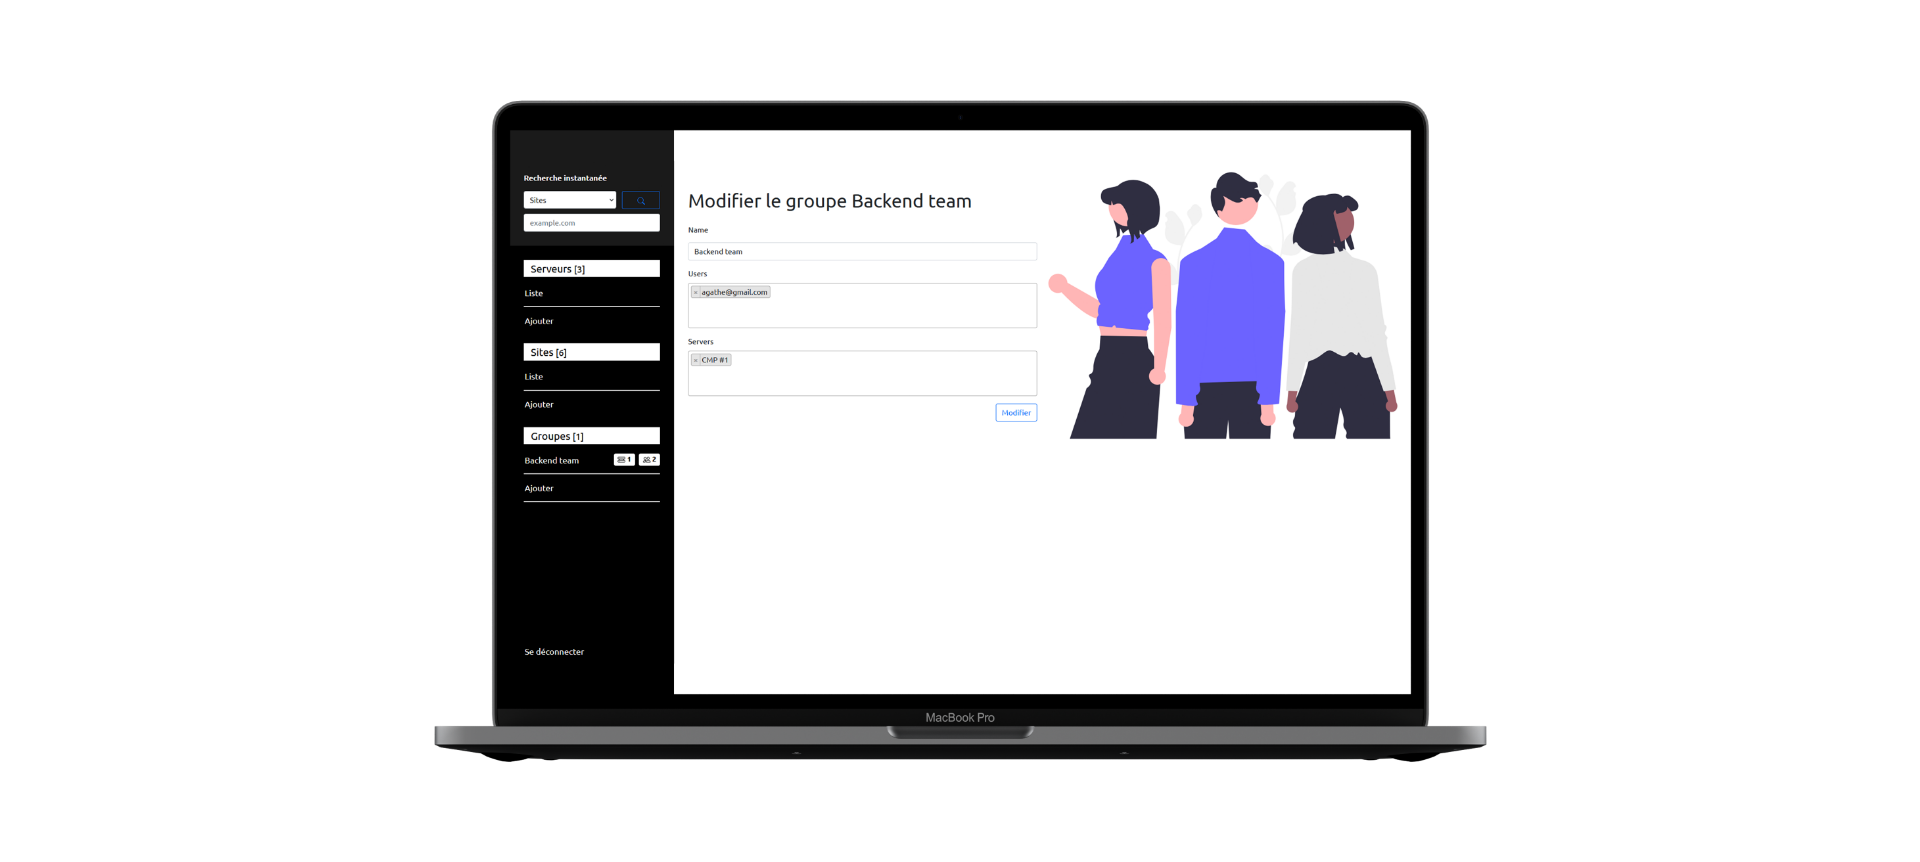 Recherche instantanée
Sites
example.com
Serveurs [3]
Liste
Ajouter
Sites [6]
Liste
Ajouter
Groupes [1]
Backend team 1 2
Ajouter
Se déconnecter
Modifier le groupe Backend team
Name
Backend team
Users
× agathe@gmail.com
Servers
× CMP #1
Modifier
MacBook Pro